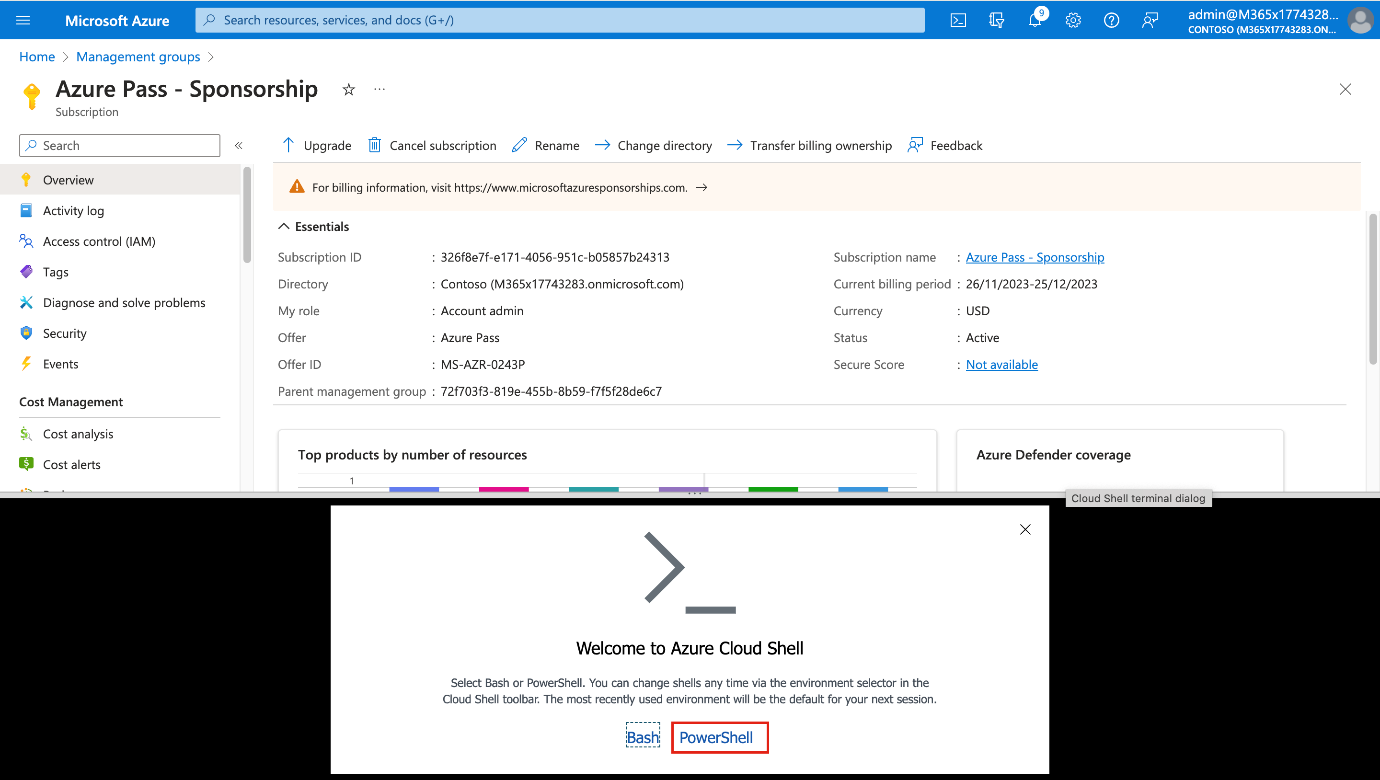 Microsoft Azure
Search resources, services, and docs (G+/)
9
admin@M365x1774328...
CONTOSO (M365X17743283.ON...
Home > Management groups >
Azure Pass - Sponsorship
...
Subscription
Search
«
Upgrade
Cancel subscription
Rename
Change directory
Transfer billing ownership
Feedback
Overview
Activity log
Access control (IAM)
Tags
Diagnose and solve problems
Security
Events
Cost Management
Cost analysis
Cost alerts
For billing information, visit https://www.microsoftazuresponsorships.com. →
Essentials
Subscription ID : 326f8e7f-e171-4056-951c-b05857b24313
Directory : Contoso (M365x17743283.onmicrosoft.com)
My role : Account admin
Offer : Azure Pass
Offer ID : MS-AZR-0243P
Parent management group : 72f703f3-819e-455b-8b59-f7f5f28de6c7
Subscription name : Azure Pass - Sponsorship
Current billing period : 26/11/2023-25/12/2023
Currency : USD
Status : Active
Secure Score : Not available
Top products by number of resources
1
Azure Defender coverage
Cloud Shell terminal dialog
Welcome to Azure Cloud Shell
Select Bash or PowerShell. You can change shells any time via the environment selector in the
Cloud Shell toolbar. The most recently used environment will be the default for your next session.
Bash
PowerShell